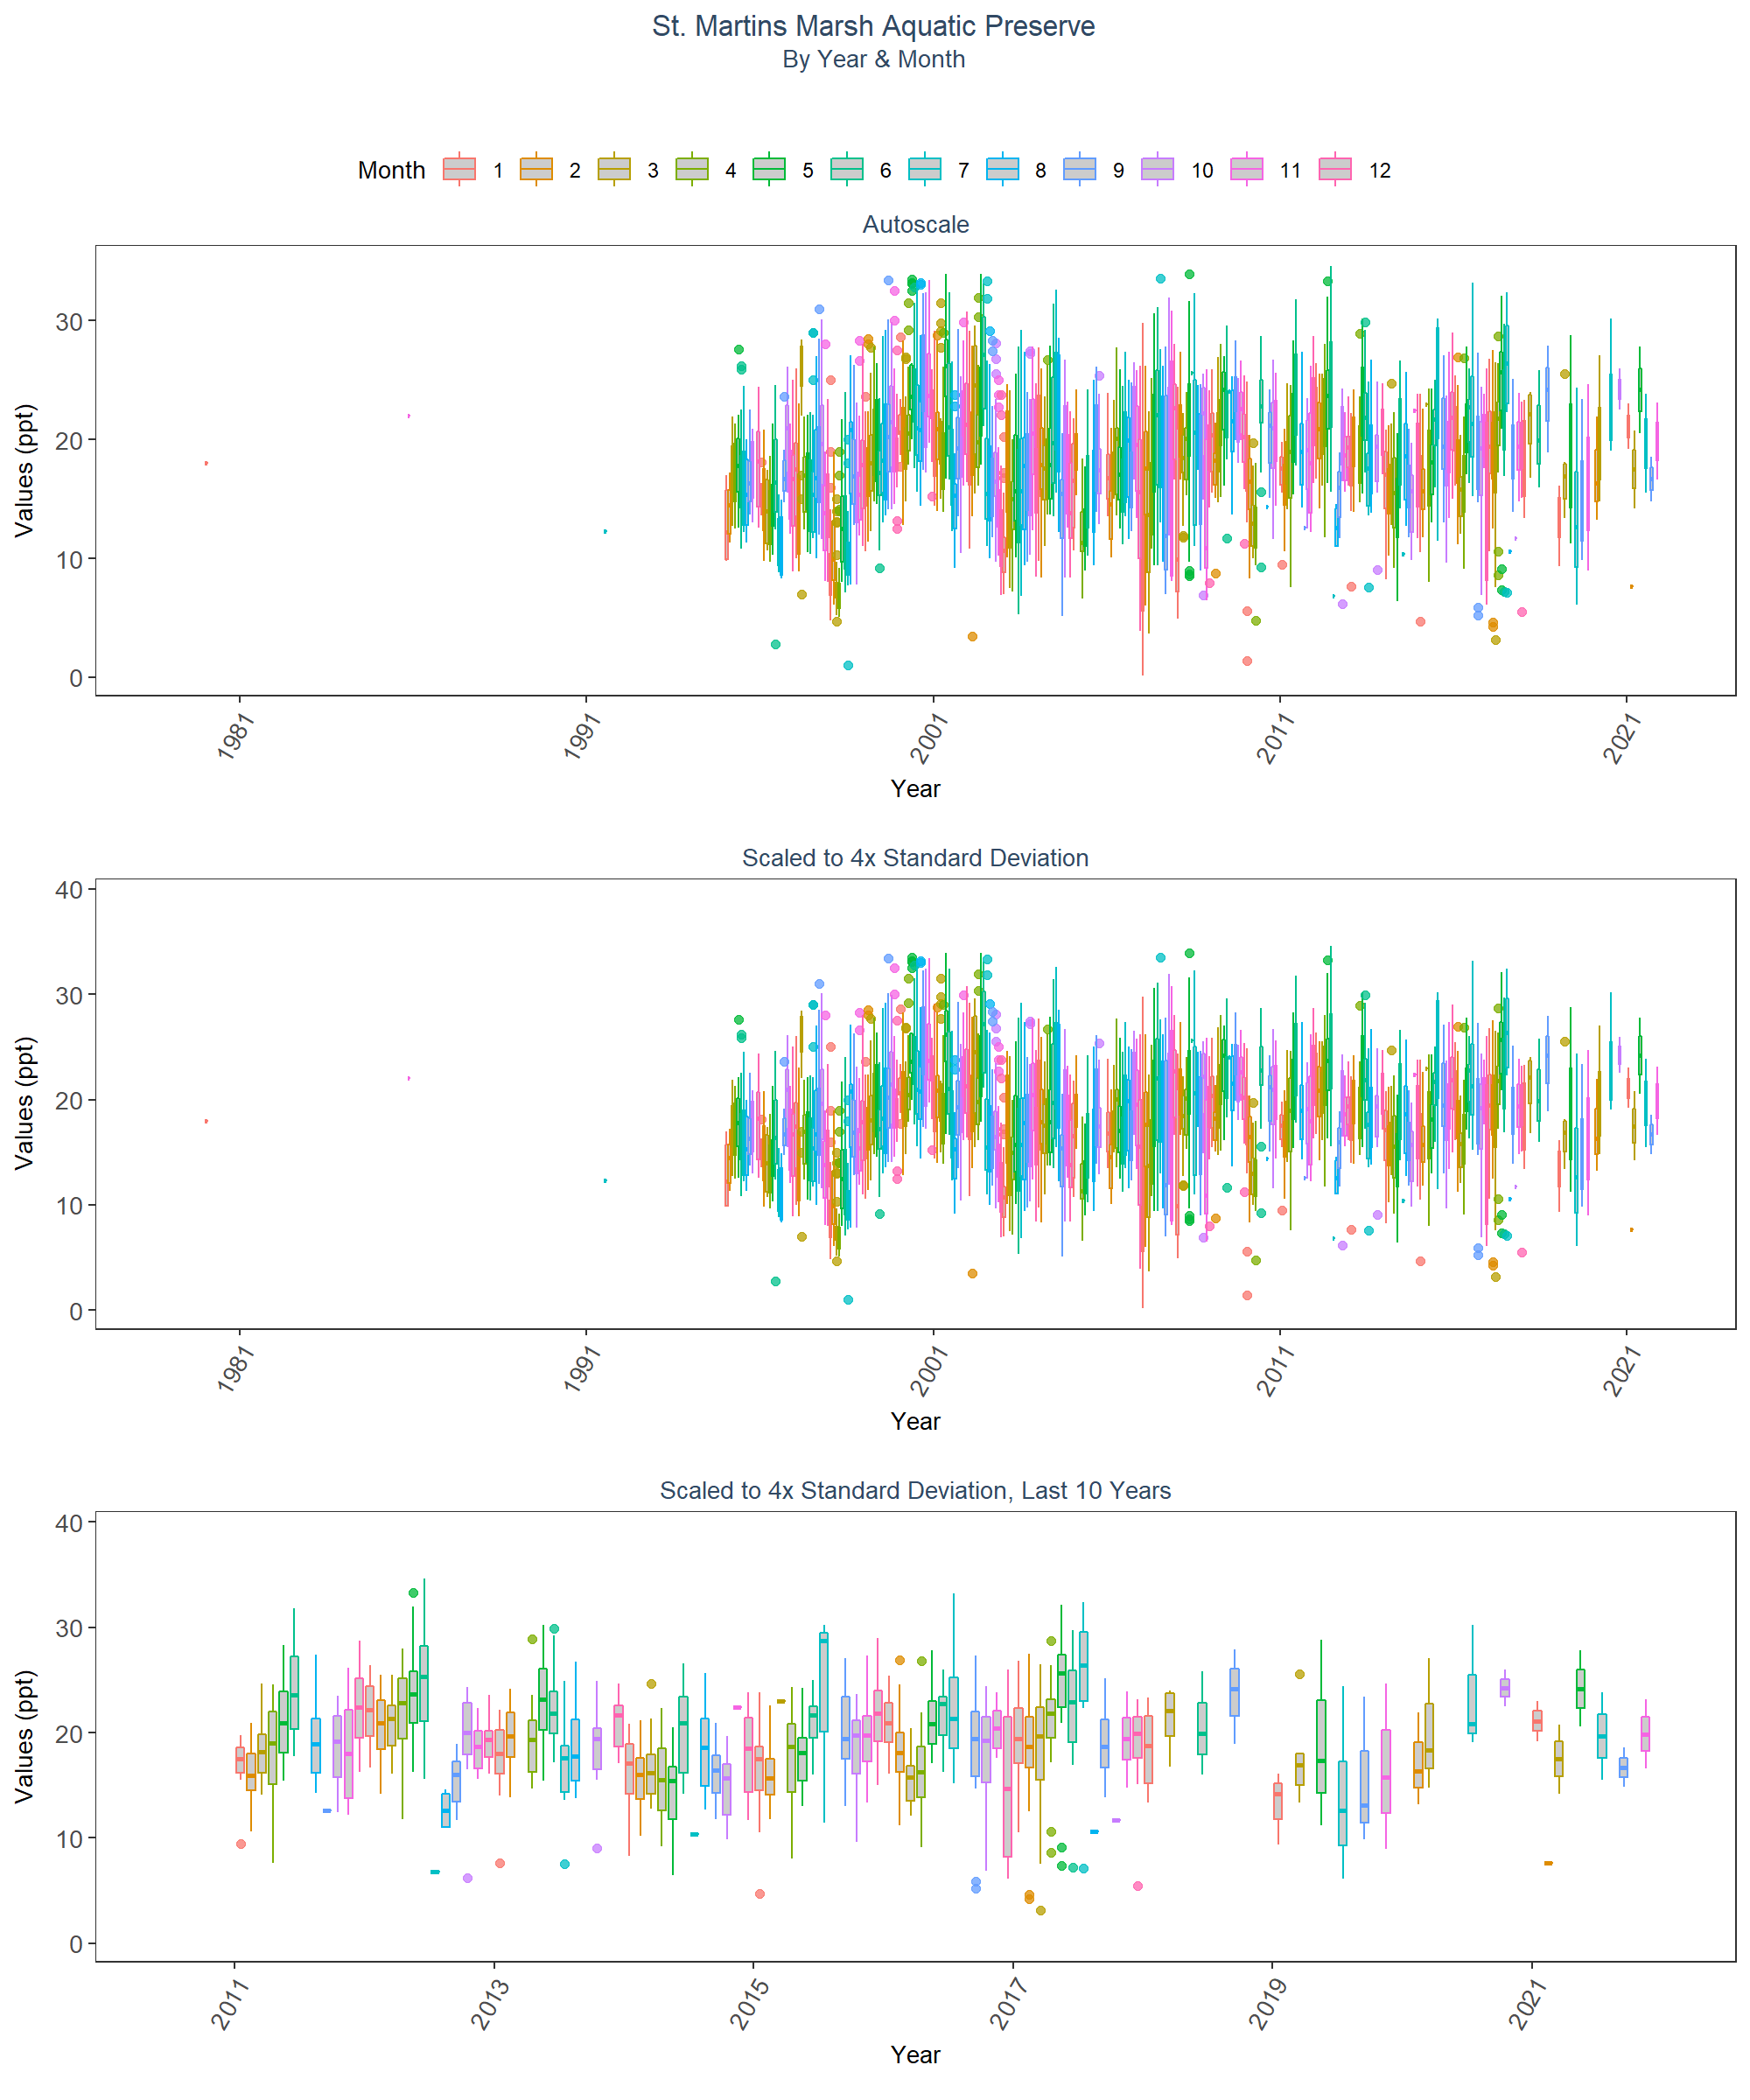 St. Martins Marsh Aquatic Preserve
By Year & Month
Month 1 2 3 4 5 6 7 8 9 10 11 12
Autoscale
Values (ppt)
30
20
10
0
1981 1991 2001 2011 2021
Year
Scaled to 4x Standard Deviation
Values (ppt)
40
30
20
10
0
1981 1991 2001 2011 2021
Year
Scaled to 4x Standard Deviation, Last 10 Years
Values (ppt)
40
30
20
10
0
2011 2013 2015 2017 2019 2021
Year